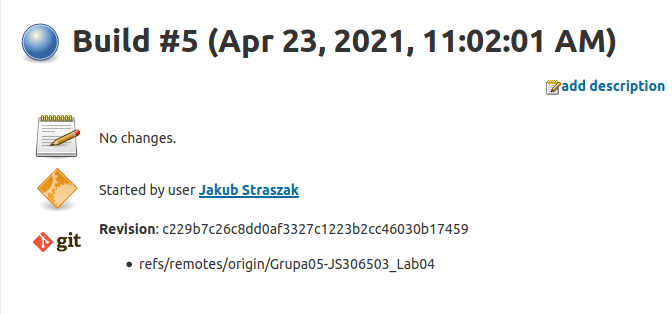 Build #5 (Apr 23, 2021, 11:02:01 AM)
add description
No changes.
Started by user Jakub Straszak
git
Revision: c229b7c26c8dd0af3327c1223b2cc46030b17459
refs/remotes/origin/Grupa05-JS306503_Lab04